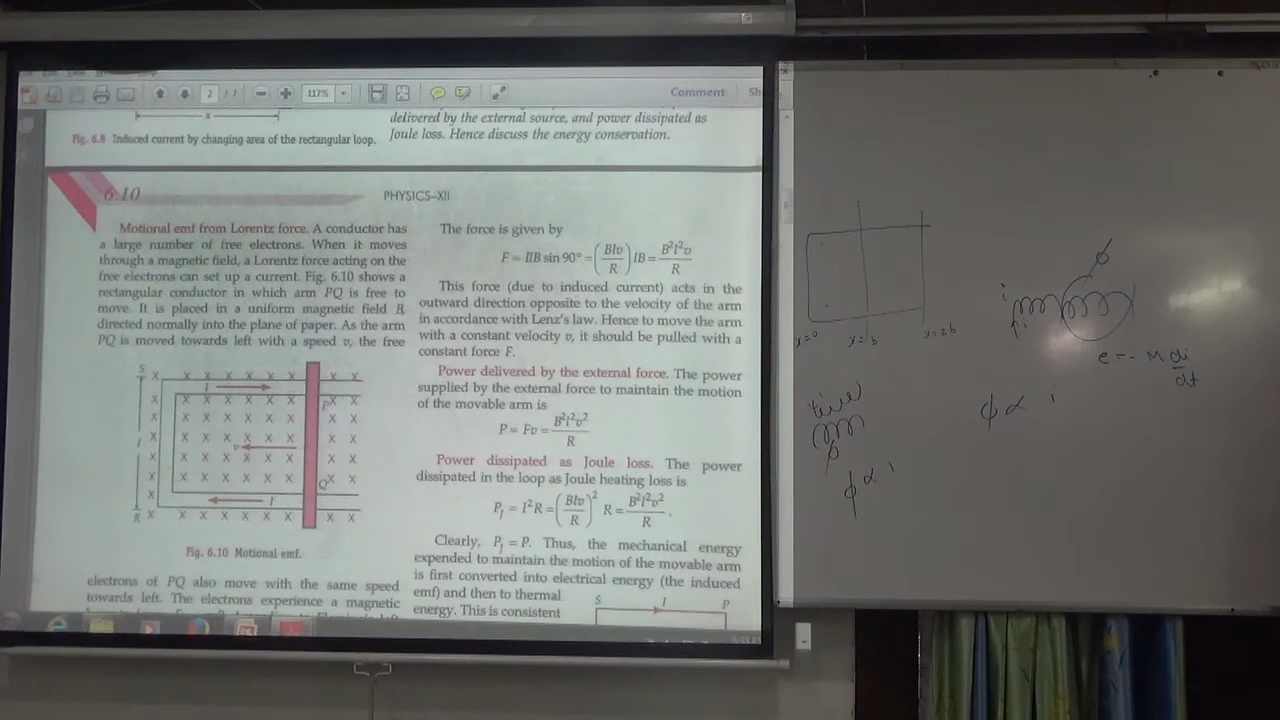 2 / 7
117%
Comment
Sh
x
delivered by the external source, and power dissipated as
Joule loss. Hence discuss the energy conservation.
Fig. 6.8 Induced current by changing area of the rectangular loop.
6.10
PHYSICS–XII
Motional emf from Lorentz force. A conductor has
a large number of free electrons. When it moves
through a magnetic field, a Lorentz force acting on the
free electrons can set up a current. Fig. 6.10 shows a
rectangular conductor in which arm PQ is free to
move. It is placed in a uniform magnetic field B
directed normally into the plane of paper. As the arm
PQ is moved towards left with a speed v, the free
S
I
P
l
v
Q
I
R
Fig. 6.10 Motional emf.
electrons of PQ also move with the same speed
towards left. The electrons experience a magnetic
The force is given by
F = IlB sin 90° = (Blv/R) lB = B²l²v/R
This force (due to induced current) acts in the
outward direction opposite to the velocity of the arm
in accordance with Lenz's law. Hence to move the arm
with a constant velocity v, it should be pulled with a
constant force F.
Power delivered by the external force. The power
supplied by the external force to maintain the motion
of the movable arm is
P = Fv = B²l²v²/R
Power dissipated as Joule loss. The power
dissipated in the loop as Joule heating loss is
P_J = I²R = (Blv/R)² R = B²l²v²/R .
Clearly, P_J = P. Thus, the mechanical energy
expended to maintain the motion of the movable arm
is first converted into electrical energy (the induced
emf) and then to thermal
energy. This is consistent
S I P
x=0 x=b x=2b
ϕ
i
e = - M di/dt
ϕ ∝ i
ϕ ∝ i